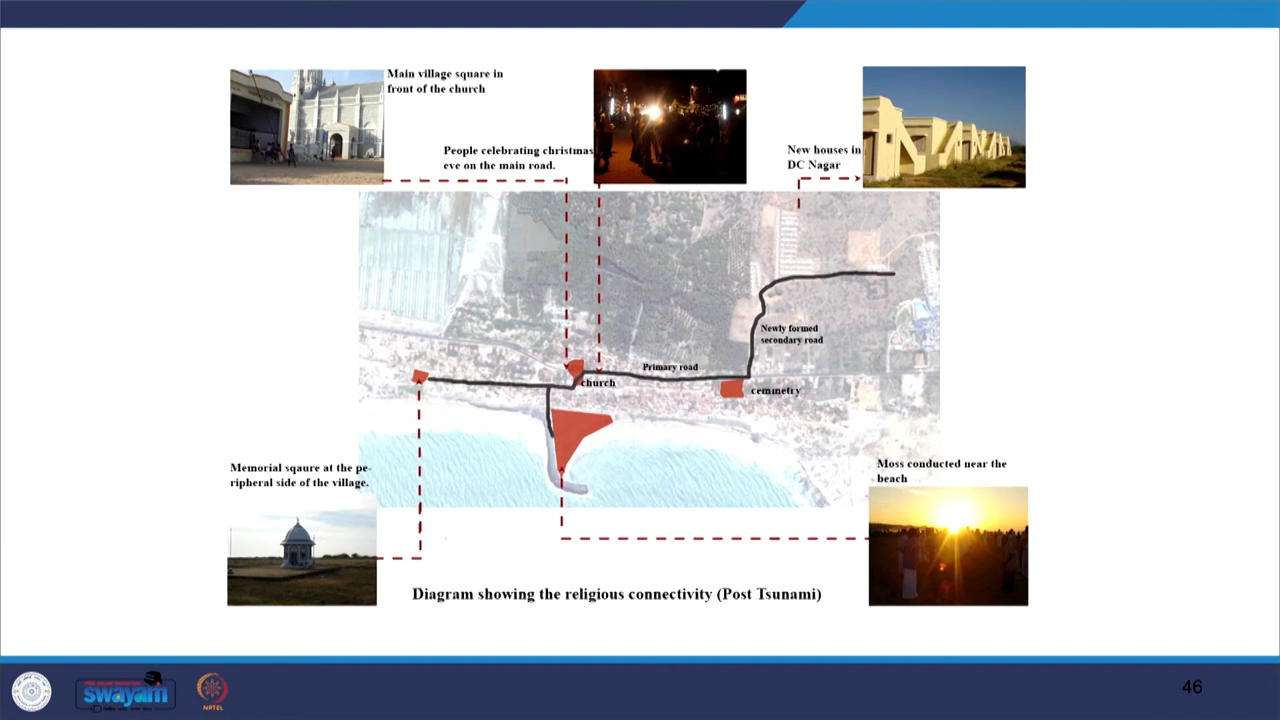 Main village square in
front of the church
People celebrating christmas
eve on the main road.
New houses in
DC Nagar
Newly formed
secondary road
Primary road
church
cemmetry
Memorial sqaure at the pe-
ripheral side of the village.
Moss conducted near the
beach
Diagram showing the religious connectivity (Post Tsunami)
swayam
NPTEL
46